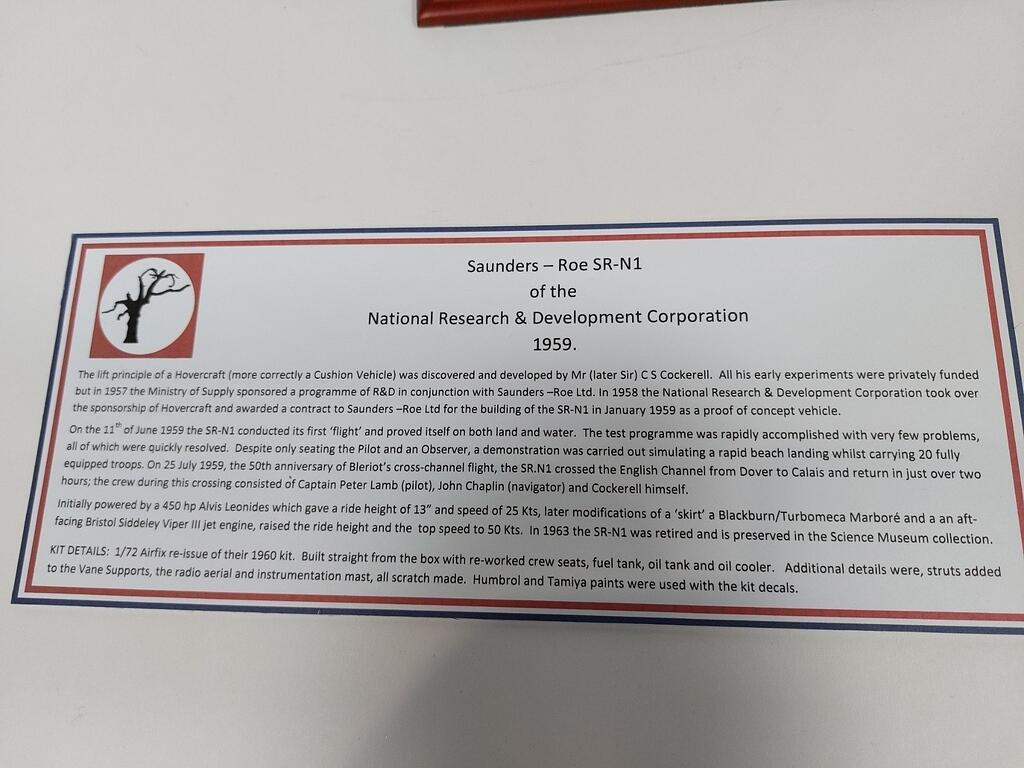 Saunders – Roe SR-N1
of the
National Research & Development Corporation
1959.
The lift principle of a Hovercraft (more correctly a Cushion Vehicle) was discovered and developed by Mr (later Sir) C S Cockerell.  All his early experiments were privately funded
but in 1957 the Ministry of Supply sponsored a programme of R&D in conjunction with Saunders –Roe Ltd. In 1958 the National Research & Development Corporation took over
the sponsorship of Hovercraft and awarded a contract to Saunders –Roe Ltd for the building of the SR-N1 in January 1959 as a proof of concept vehicle.
On the 11th of June 1959 the SR-N1 conducted its first 'flight' and proved itself on both land and water.  The test programme was rapidly accomplished with very few problems,
all of which were quickly resolved.  Despite only seating the Pilot and an Observer, a demonstration was carried out simulating a rapid beach landing whilst carrying 20 fully
equipped troops. On 25 July 1959, the 50th anniversary of Bleriot's cross-channel flight, the SR.N1 crossed the English Channel from Dover to Calais and return in just over two
hours; the crew during this crossing consisted of Captain Peter Lamb (pilot), John Chaplin (navigator) and Cockerell himself.
Initially powered by a 450 hp Alvis Leonides which gave a ride height of 13" and speed of 25 Kts, later modifications of a 'skirt' a Blackburn/Turbomeca Marboré and a an aft-
facing Bristol Siddeley Viper III jet engine, raised the ride height and the  top speed to 50 Kts.  In 1963 the SR-N1 was retired and is preserved in the Science Museum collection.
KIT DETAILS:  1/72 Airfix re-issue of their 1960 kit.  Built straight from the box with re-worked crew seats, fuel tank, oil tank and oil cooler.   Additional details were, struts added
to the Vane Supports, the radio aerial and instrumentation mast, all scratch made.  Humbrol and Tamiya paints were used with the kit decals.